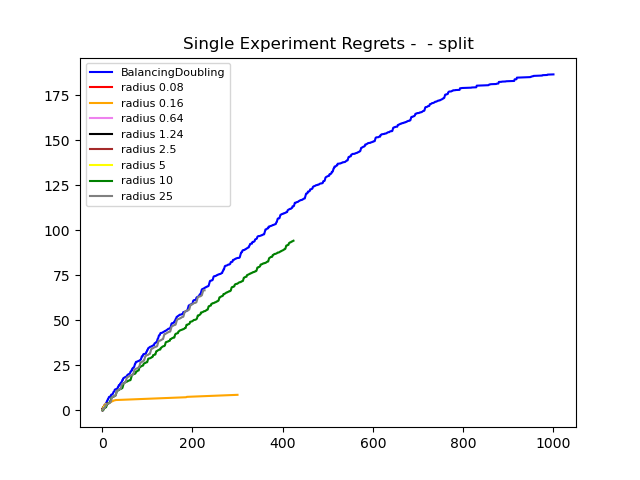 Single Experiment Regrets -  - split
BalancingDoubling
radius 0.08
radius 0.16
radius 0.64
radius 1.24
radius 2.5
radius 5
radius 10
radius 25
175
150
125
100
75
50
25
0
0 200 400 600 800 1000